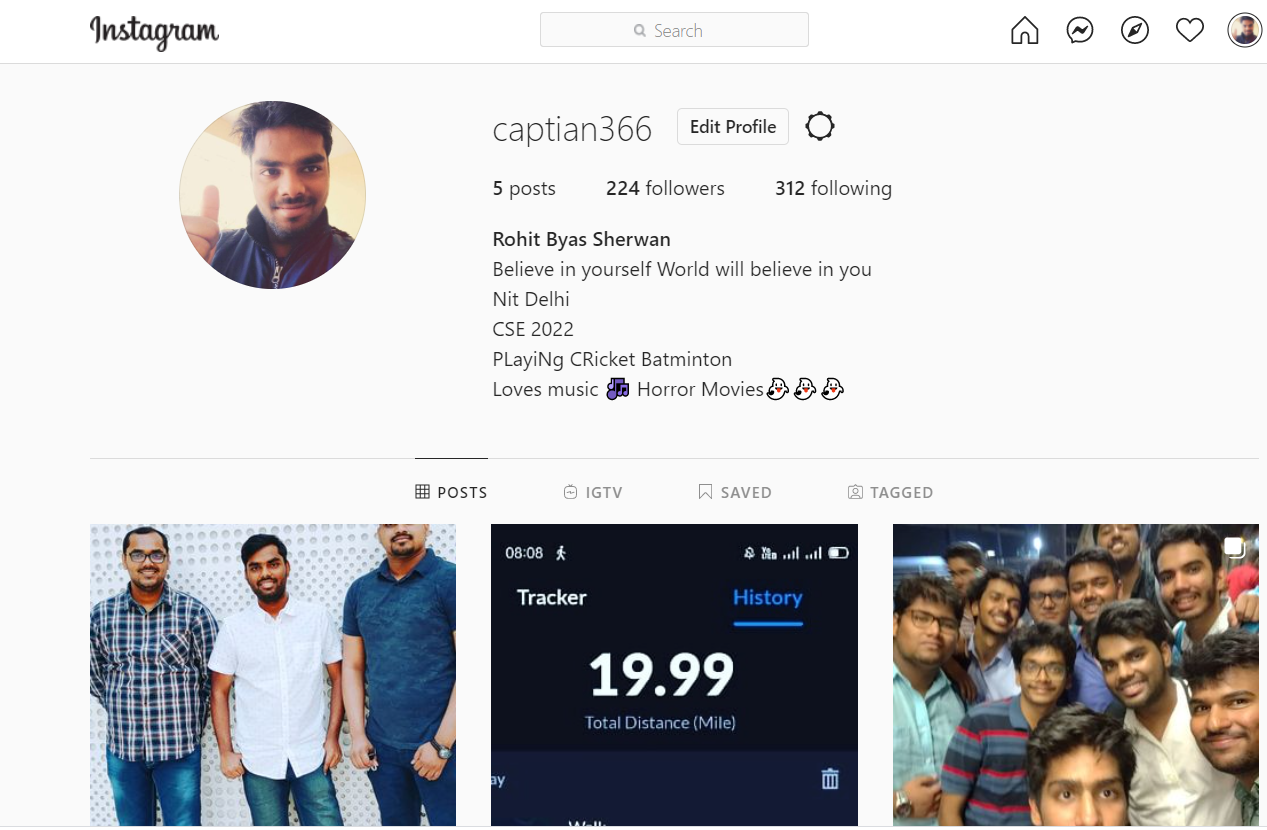 Instagram
Search
captian366
Edit Profile
5 posts 224 followers 312 following
Rohit Byas Sherwan
Believe in yourself World will believe in you
Nit Delhi
CSE 2022
PLayiNg CRicket Batminton
Loves music 🎶 Horror Movies👻👻👻
POSTS IGTV SAVED TAGGED
08:08
Tracker History
19.99
Total Distance (Mile)
ay
Walk